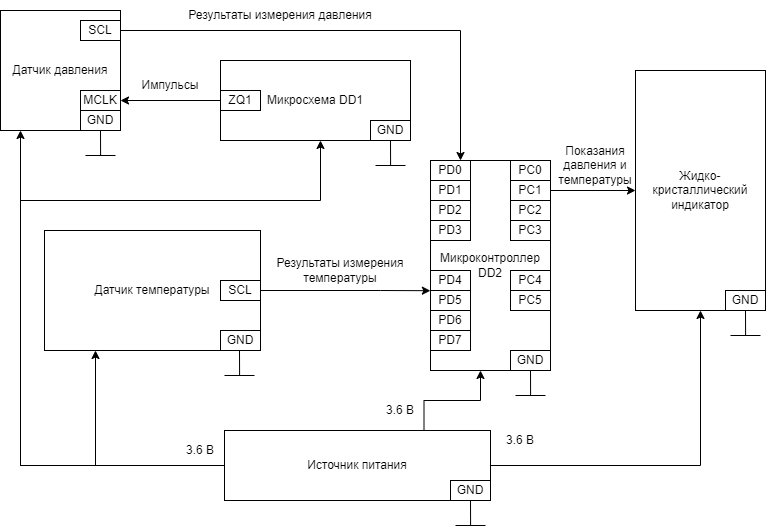 Результаты измерения давления
SCL
Датчик давления
MCLK
GND
Импульсы
ZQ1
Микросхема DD1
GND
PD0
PD1
PD2
PD3
PC0
PC1
PC2
PC3
Микроконтроллер
DD2
PD4
PD5
PD6
PD7
PC4
PC5
GND
Показания
давления и
температуры
Жидко-
кристаллический
индикатор
GND
Датчик температуры
SCL
GND
Результаты измерения
температуры
3.6 В
3.6 В
3.6 В
Источник питания
GND